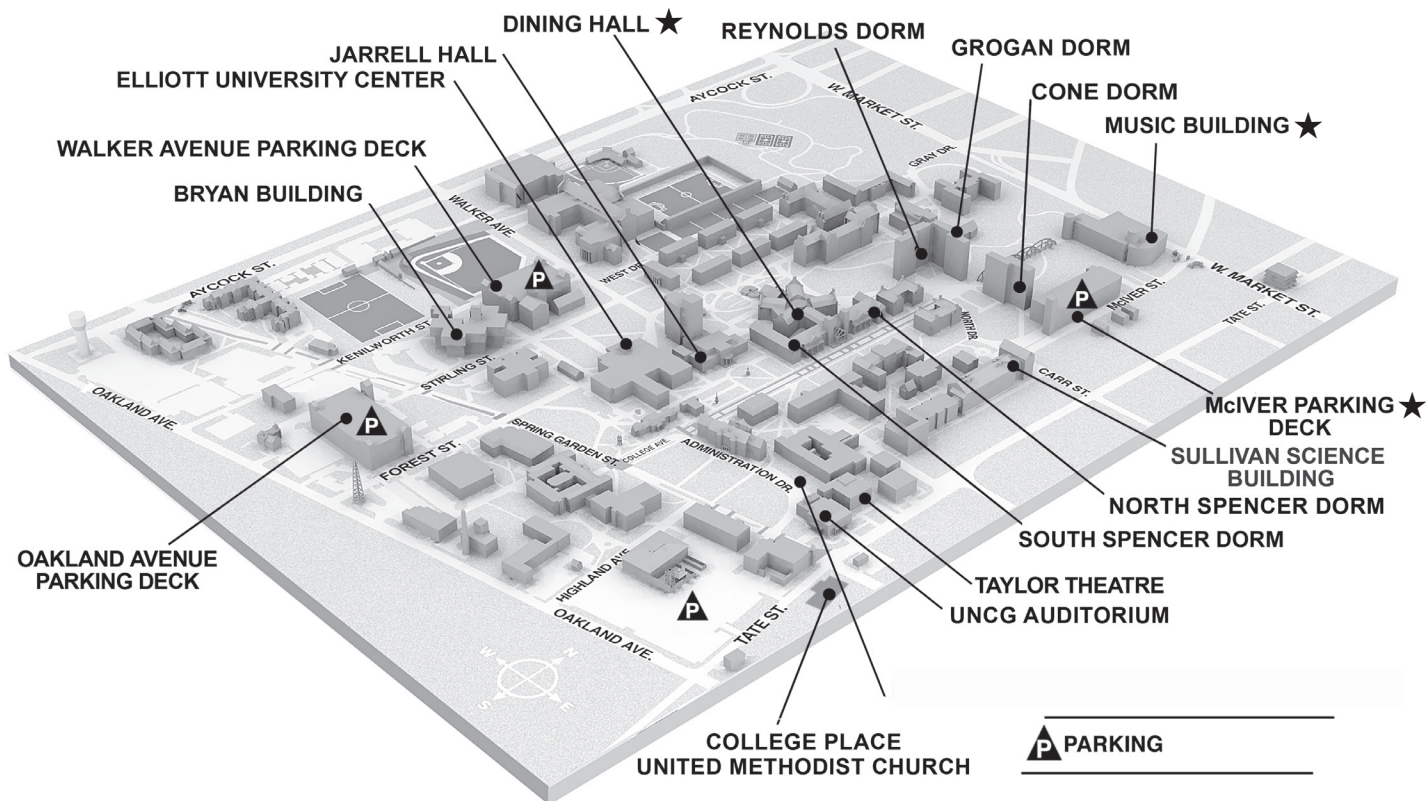 DINING HALL ★
REYNOLDS DORM
JARRELL HALL
GROGAN DORM
ELLIOTT UNIVERSITY CENTER
CONE DORM
MUSIC BUILDING ★
WALKER AVENUE PARKING DECK
BRYAN BUILDING
AYCOCK ST.
W. MARKET ST.
GRAY DR.
WALKER AVE.
P
WEST DR.
AYCOCK ST.
P
McIVER ST.
W. MARKET ST.
TATE ST.
KENILWORTH ST.
NORTH DR.
STIRLING ST.
CARR ST.
OAKLAND AVE.
P
McIVER PARKING ★
DECK
SULLIVAN SCIENCE
BUILDING
SPRING GARDEN ST.
COLLEGE AVE.
ADMINISTRATION DR.
FOREST ST.
NORTH SPENCER DORM
SOUTH SPENCER DORM
OAKLAND AVENUE
PARKING DECK
TAYLOR THEATRE
UNCG AUDITORIUM
HIGHLAND AVE.
P
OAKLAND AVE.
TATE ST.
W
N
S
E
COLLEGE PLACE
UNITED METHODIST CHURCH
P PARKING